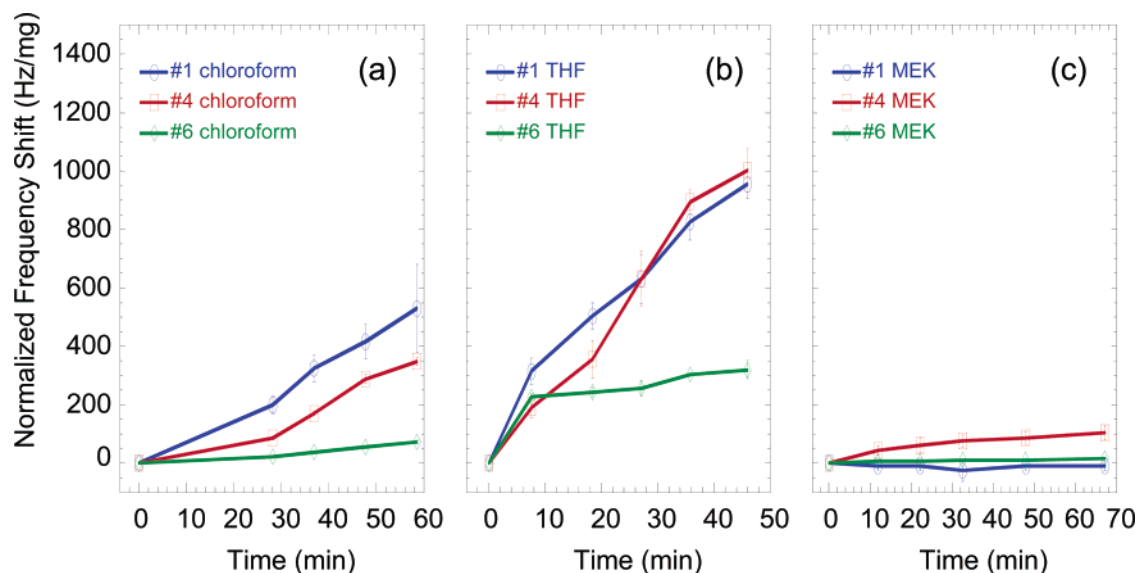 Normalized Frequency Shift (Hz/mg)
1400
1200
1000
800
600
400
200
0
(a)
#1 chloroform
#4 chloroform
#6 chloroform
0 10 20 30 40 50 60
Time (min)
(b)
#1 THF
#4 THF
#6 THF
0 10 20 30 40 50
Time (min)
(c)
#1 MEK
#4 MEK
#6 MEK
0 10 20 30 40 50 60 70
Time (min)